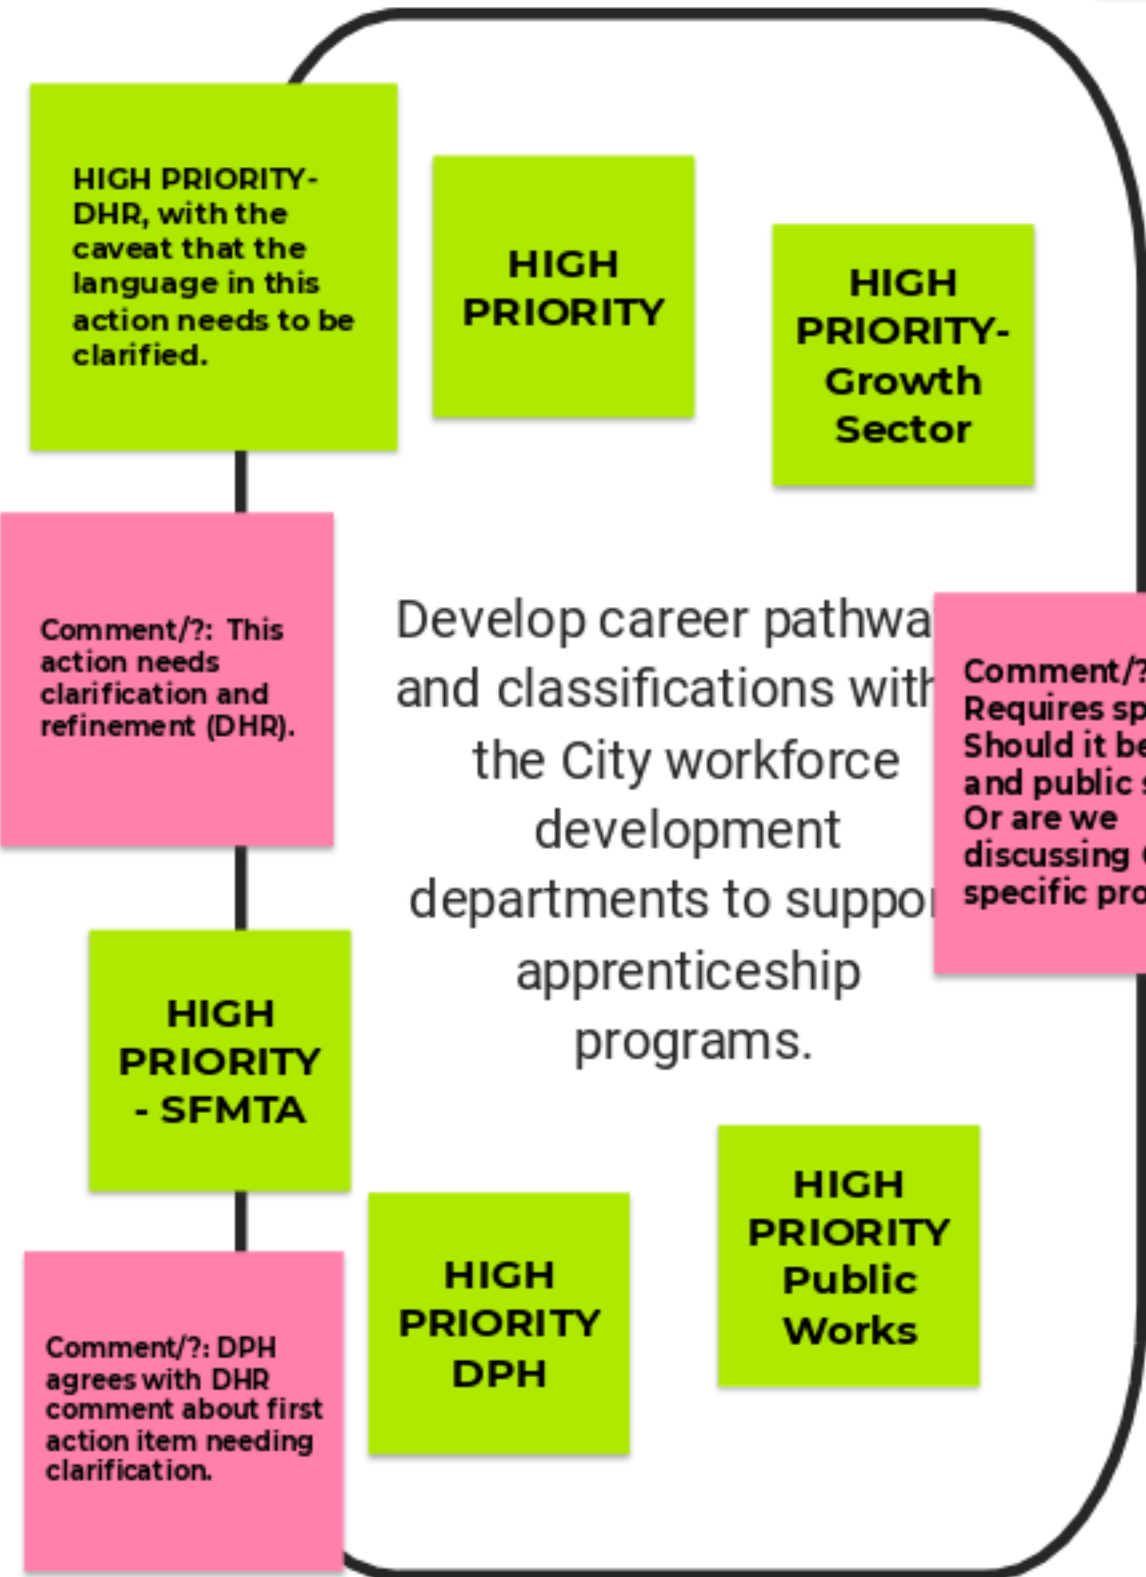 HIGH PRIORITY-
DHR, with the
caveat that the
language in this
action needs to be
clarified.
HIGH
PRIORITY
HIGH
PRIORITY-
Growth
Sector
Comment/?: This
action needs
clarification and
refinement (DHR).
Develop career
and classifications
the City workforce
development
departments to
apprenticeship
programs.
Comment/?
Requires
Should it be
and public
Or are we
discussing
specific
HIGH
PRIORITY
- SFMTA
HIGH
PRIORITY
Public
Works
HIGH
PRIORITY
DPH
Comment/?: DPH
agrees with DHR
comment about first
action item needing
clarification.